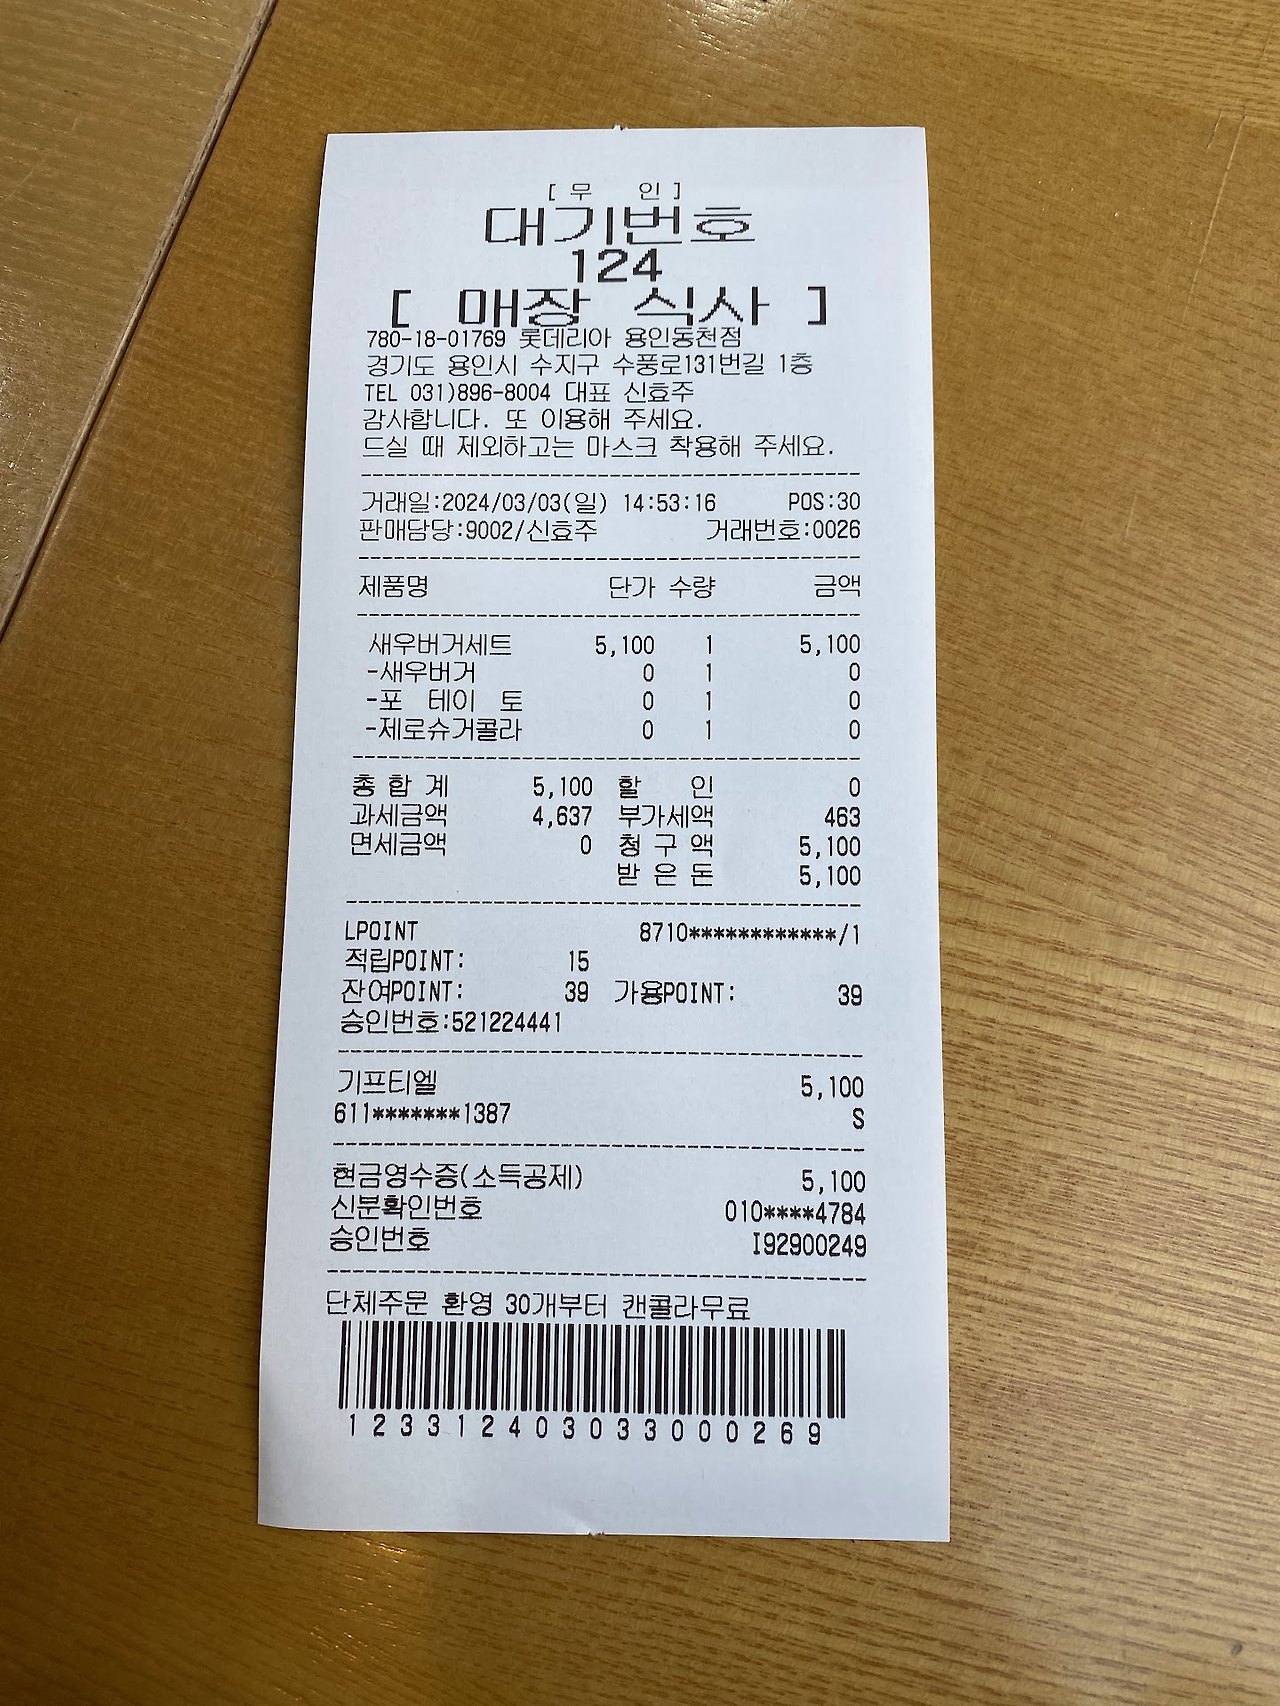 [무 인]
대기번호
124
[ 매장 식사 ]
780-18-01769 롯데리아 용인동천점
경기도 용인시 수지구 수풍로131번길 1층
TEL 031)896-8004 대표 신효주
감사합니다. 또 이용해 주세요.
드실 때 제외하고는 마스크 착용해 주세요.
거래일:2024/03/03(일) 14:53:16 POS:30
판매담당:9002/신효주 거래번호:0026
제품명 단가 수량 금액
새우버거세트 5,100 1 5,100
-새우버거 0 1 0
-포 테이 토 0 1 0
-제로슈거콜라 0 1 0
총 합 계 5,100 할 인 0
과세금액 4,637 부가세액 463
면세금액 0 청 구 액 5,100
받 은 돈 5,100
LPOINT 8710************/1
적립POINT: 15
잔여POINT: 39 가용POINT: 39
승인번호:521224441
기프티엘 5,100
611*******1387 S
현금영수증(소득공제) 5,100
신분확인번호 010****4784
승인번호 I92900249
단체주문 환영 30개부터 캔콜라무료
123312403033000269